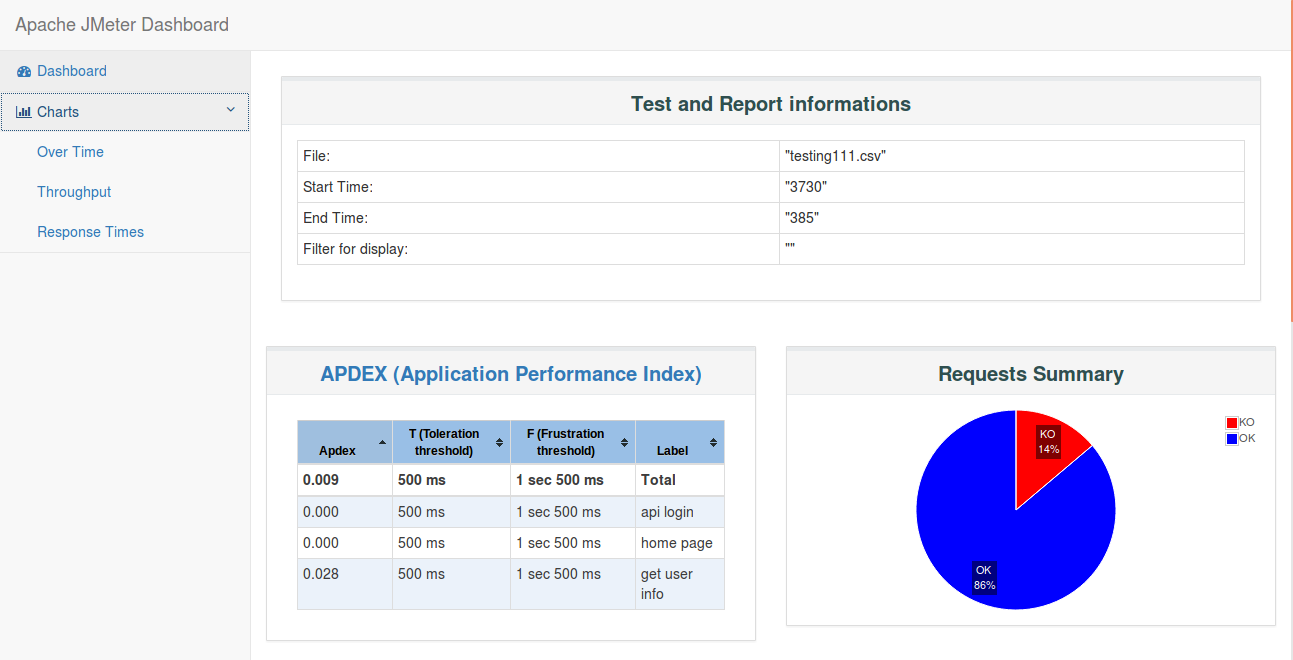 Apache JMeter Dashboard
Dashboard
Charts
Over Time
Throughput
Response Times
Test and Report informations
File: "testing111.csv"
Start Time: "3730"
End Time: "385"
Filter for display: ""
APDEX (Application Performance Index)
Apdex T (Toleration threshold) F (Frustration threshold) Label
0.009 500 ms 1 sec 500 ms Total
0.000 500 ms 1 sec 500 ms api login
0.000 500 ms 1 sec 500 ms home page
0.028 500 ms 1 sec 500 ms get user info
Requests Summary
KO
14%
OK
86%
KO
OK